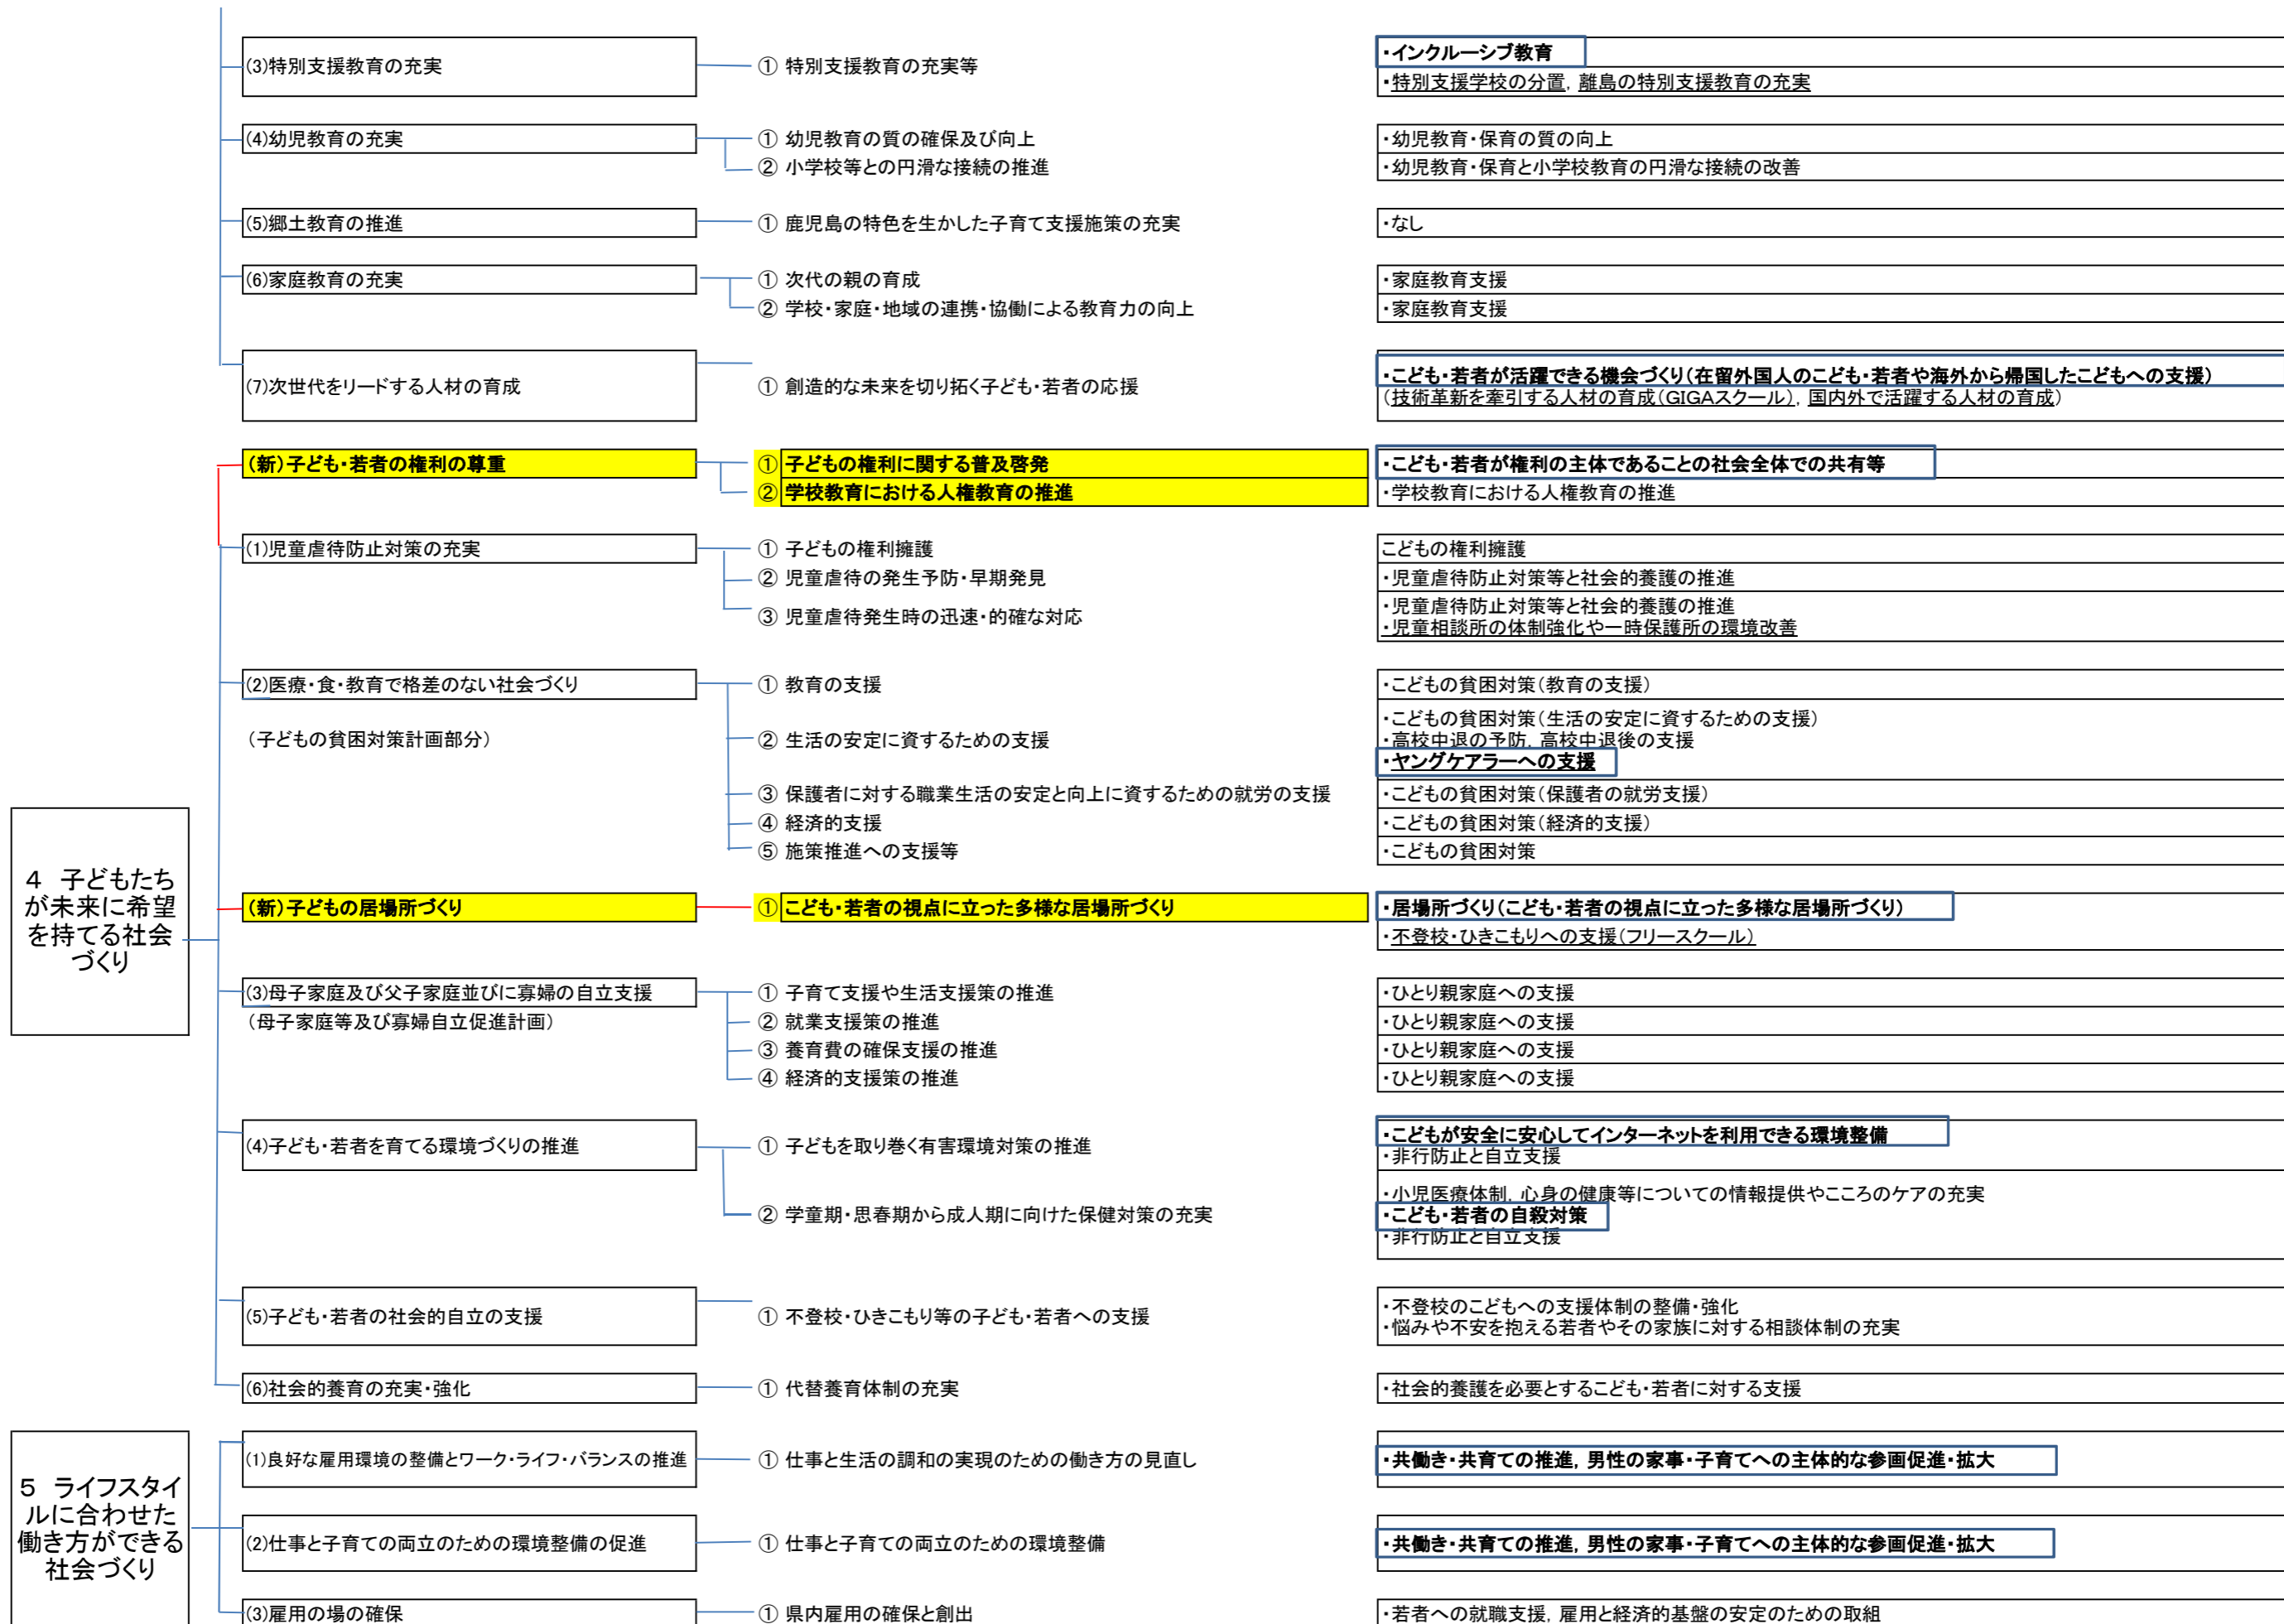 (3)特別支援教育の充実
① 特別支援教育の充実等
・インクルーシブ教育
・特別支援学校の分置，離島の特別支援教育の充実
(4)幼児教育の充実
① 幼児教育の質の確保及び向上
・幼児教育・保育の質の向上
② 小学校等との円滑な接続の推進
・幼児教育・保育と小学校教育の円滑な接続の改善
(5)郷土教育の推進
① 鹿児島の特色を生かした子育て支援施策の充実
・なし
(6)家庭教育の充実
① 次代の親の育成
・家庭教育支援
② 学校・家庭・地域の連携・協働による教育力の向上
・家庭教育支援
(7)次世代をリードする人材の育成
① 創造的な未来を切り拓く子ども・若者の応援
・こども・若者が活躍できる機会づくり（在留外国人のこども・若者や海外から帰国したこどもへの支援）
（技術革新を牽引する人材の育成（GIGAスクール），国内外で活躍する人材の育成）
(新)子ども・若者の権利の尊重
① 子どもの権利に関する普及啓発
・こども・若者が権利の主体であることの社会全体での共有等
② 学校教育における人権教育の推進
・学校教育における人権教育の推進
(1)児童虐待防止対策の充実
① 子どもの権利擁護
こどもの権利擁護
② 児童虐待の発生予防・早期発見
・児童虐待防止対策等と社会的養護の推進
③ 児童虐待発生時の迅速・的確な対応
・児童虐待防止対策等と社会的養護の推進
・児童相談所の体制強化や一時保護所の環境改善
(2)医療・食・教育で格差のない社会づくり
（子どもの貧困対策計画部分）
① 教育の支援
・こどもの貧困対策（教育の支援）
② 生活の安定に資するための支援
・こどもの貧困対策（生活の安定に資するための支援）
・高校中退の予防，高校中退後の支援
・ヤングケアラーへの支援
③ 保護者に対する職業生活の安定と向上に資するための就労の支援
・こどもの貧困対策（保護者の就労支援）
④ 経済的支援
・こどもの貧困対策（経済的支援）
⑤ 施策推進への支援等
・こどもの貧困対策
4 子どもたち
が未来に希望
を持てる社会
づくり
(新)子どもの居場所づくり
① こども・若者の視点に立った多様な居場所づくり
・居場所づくり（こども・若者の視点に立った多様な居場所づくり）
・不登校・ひきこもりへの支援（フリースクール）
(3)母子家庭及び父子家庭並びに寡婦の自立支援
（母子家庭等及び寡婦自立促進計画）
① 子育て支援や生活支援策の推進
・ひとり親家庭への支援
② 就業支援策の推進
・ひとり親家庭への支援
③ 養育費の確保支援の推進
・ひとり親家庭への支援
④ 経済的支援策の推進
・ひとり親家庭への支援
(4)子ども・若者を育てる環境づくりの推進
① 子どもを取り巻く有害環境対策の推進
・こどもが安全に安心してインターネットを利用できる環境整備
・非行防止と自立支援
② 学童期・思春期から成人期に向けた保健対策の充実
・小児医療体制，心身の健康等についての情報提供やこころのケアの充実
・こども・若者の自殺対策
・非行防止と自立支援
(5)子ども・若者の社会的自立の支援
① 不登校・ひきこもり等の子ども・若者への支援
・不登校のこどもへの支援体制の整備・強化
・悩みや不安を抱える若者やその家族に対する相談体制の充実
(6)社会的養育の充実・強化
① 代替養育体制の充実
・社会的養護を必要とするこども・若者に対する支援
5 ライフスタイ
ルに合わせた
働き方ができる
社会づくり
(1)良好な雇用環境の整備とワーク・ライフ・バランスの推進
① 仕事と生活の調和の実現のための働き方の見直し
・共働き・共育ての推進，男性の家事・子育てへの主体的な参画促進・拡大
(2)仕事と子育ての両立のための環境整備の促進
① 仕事と子育ての両立のための環境整備
・共働き・共育ての推進，男性の家事・子育てへの主体的な参画促進・拡大
(3)雇用の場の確保
① 県内雇用の確保と創出
・若者への就職支援，雇用と経済的基盤の安定のための取組